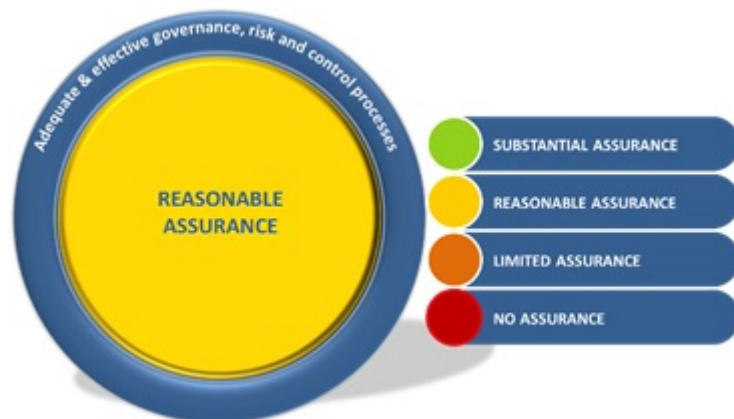 Adequate & effective governance, risk and control processes
REASONABLE
ASSURANCE
SUBSTANTIAL ASSURANCE
REASONABLE ASSURANCE
LIMITED ASSURANCE
NO ASSURANCE